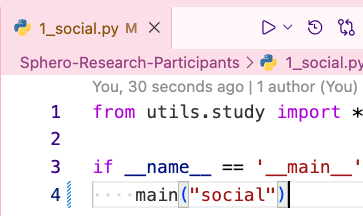 1_social.py M
Sphero-Research-Participants > 1_social.py
You, 30 seconds ago | 1 author (You)
1 from utils.study import *
2
3 if __name__ == '__main__'
4 ····main("social")